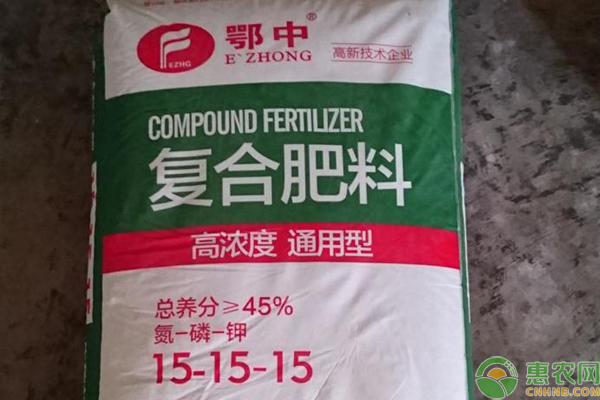 鄂中®
EZHG
E`ZHONG
高新技术企业
COMPOUND FERTILIZER
复合肥料
高浓度 通用型
总养分≥45%
氮-磷-钾
15-15-15
惠农网
CNHNB.COM